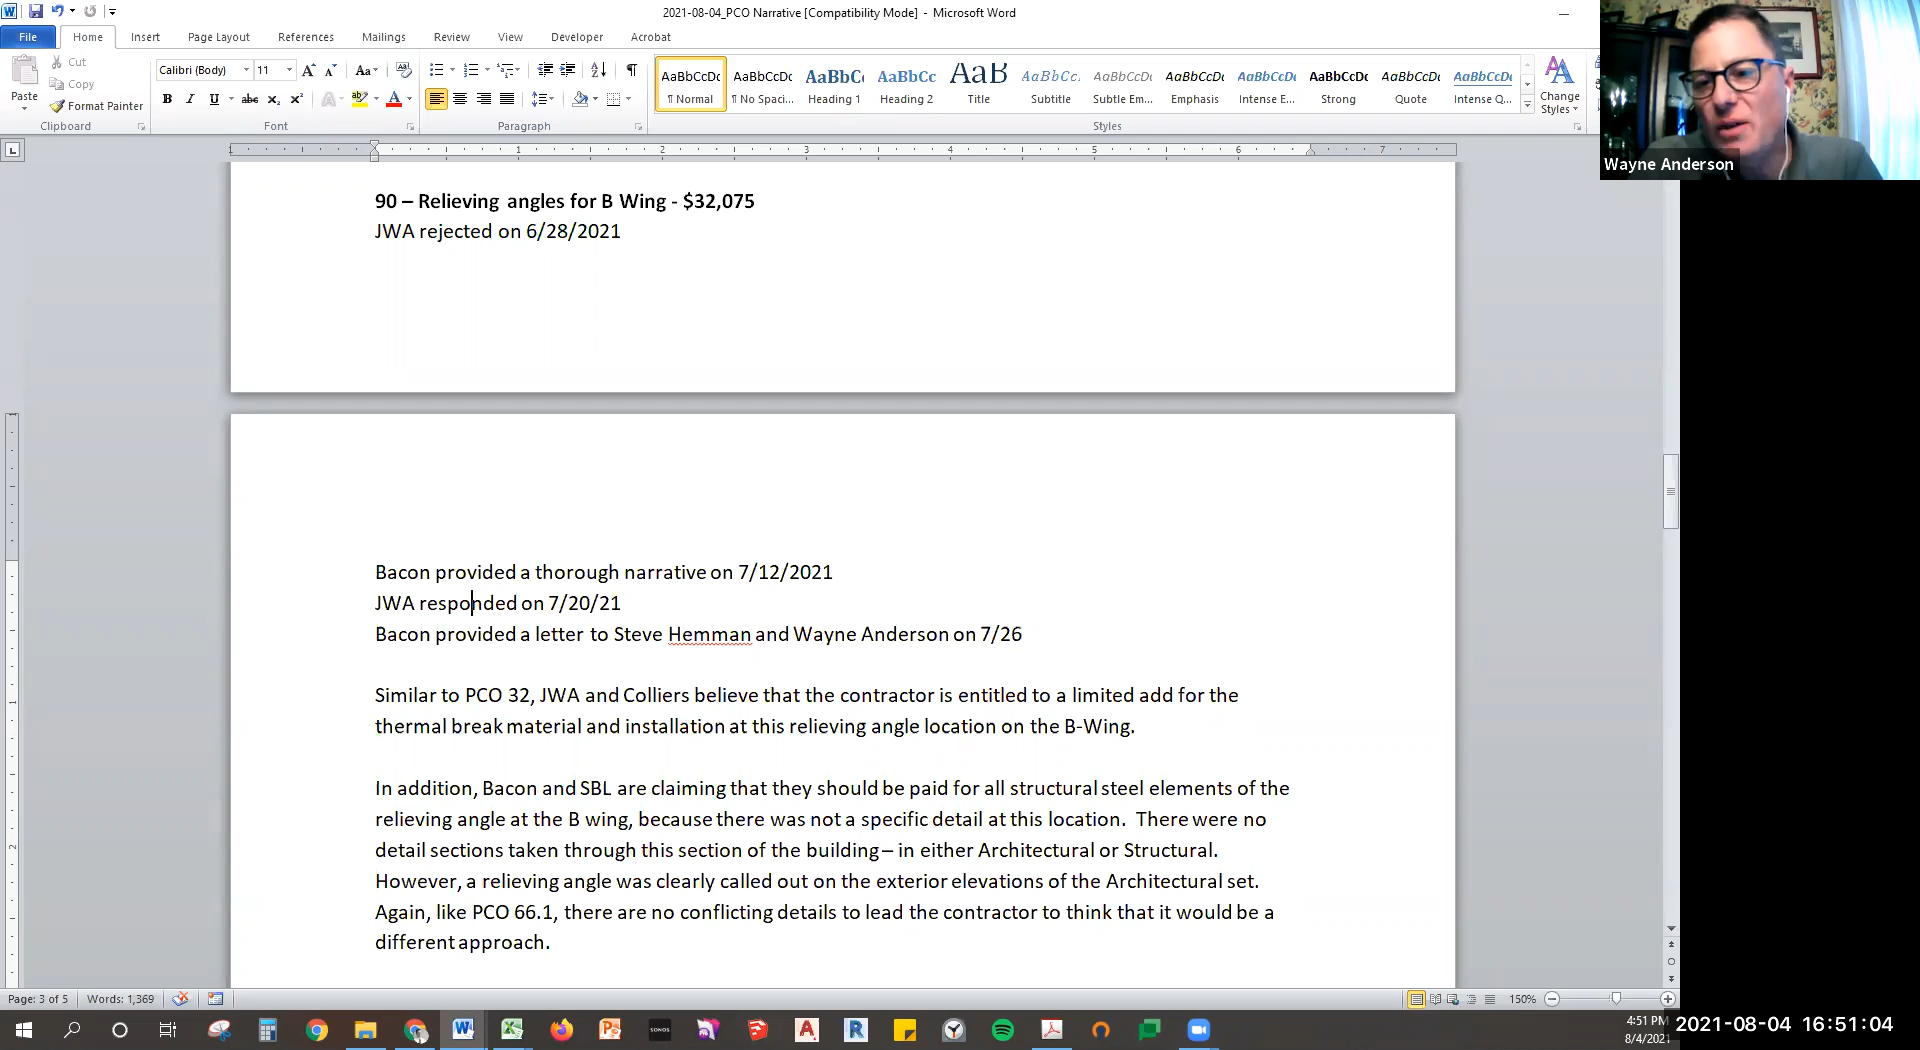 2021-08-04_PCO Narrative [Compatibility Mode] - Microsoft Word
File Home Insert Page Layout References Mailings Review View Developer Acrobat
Paste
Cut
Copy
Format Painter
Clipboard
Calibri (Body) 11
Font
Paragraph
AaBbCcDc AaBbCcDc AaBbC AaBbCc AaB AaBbCc. AaBbCcDc AaBbCcDc AaBbCcDc AaBbCcDc AaBbCcDc AaBbCcDc
¶ Normal ¶ No Spaci... Heading 1 Heading 2 Title Subtitle Subtle Em... Emphasis Intense E... Strong Quote Intense Q...
Change Styles
Styles
Wayne Anderson
1 1 2 3 4 5 6 7
90 – Relieving angles for B Wing - $32,075
JWA rejected on 6/28/2021
Bacon provided a thorough narrative on 7/12/2021
JWA responded on 7/20/21
Bacon provided a letter to Steve Hemman and Wayne Anderson on 7/26
Similar to PCO 32, JWA and Colliers believe that the contractor is entitled to a limited add for the
thermal break material and installation at this relieving angle location on the B-Wing.
In addition, Bacon and SBL are claiming that they should be paid for all structural steel elements of the
relieving angle at the B wing, because there was not a specific detail at this location.  There were no
detail sections taken through this section of the building – in either Architectural or Structural.
However, a relieving angle was clearly called out on the exterior elevations of the Architectural set.
Again, like PCO 66.1, there are no conflicting details to lead the contractor to think that it would be a
different approach.
Page: 3 of 5 Words: 1,369 150%
SONOS
4:51 PM
8/4/2021
2021-08-04 16:51:04